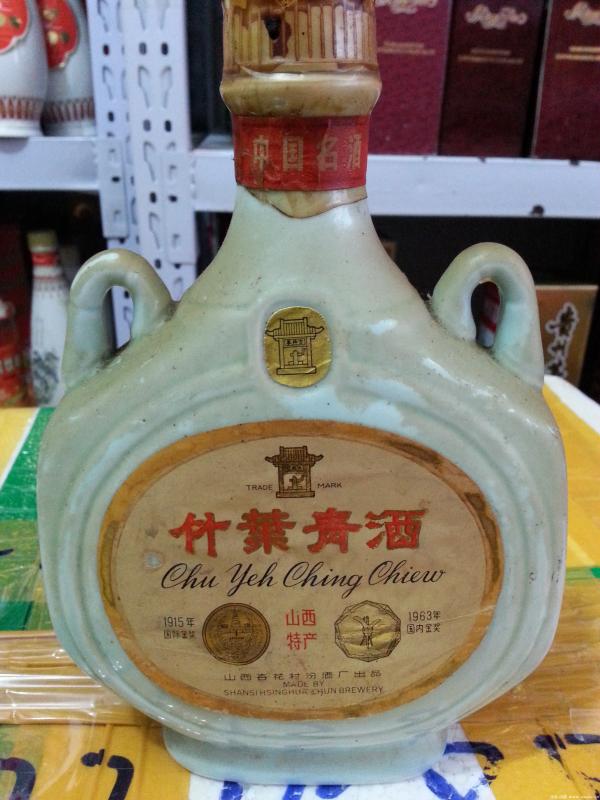 中国名酒
TRADE MARK
竹葉青酒
Chu Yeh Ching Chiew
1915年
国际金奖
山西
特产
1963年
国内金奖
山西杏花村汾酒厂出品
MADE BY
SHANSI HSINGHUA CHUN BREWERY